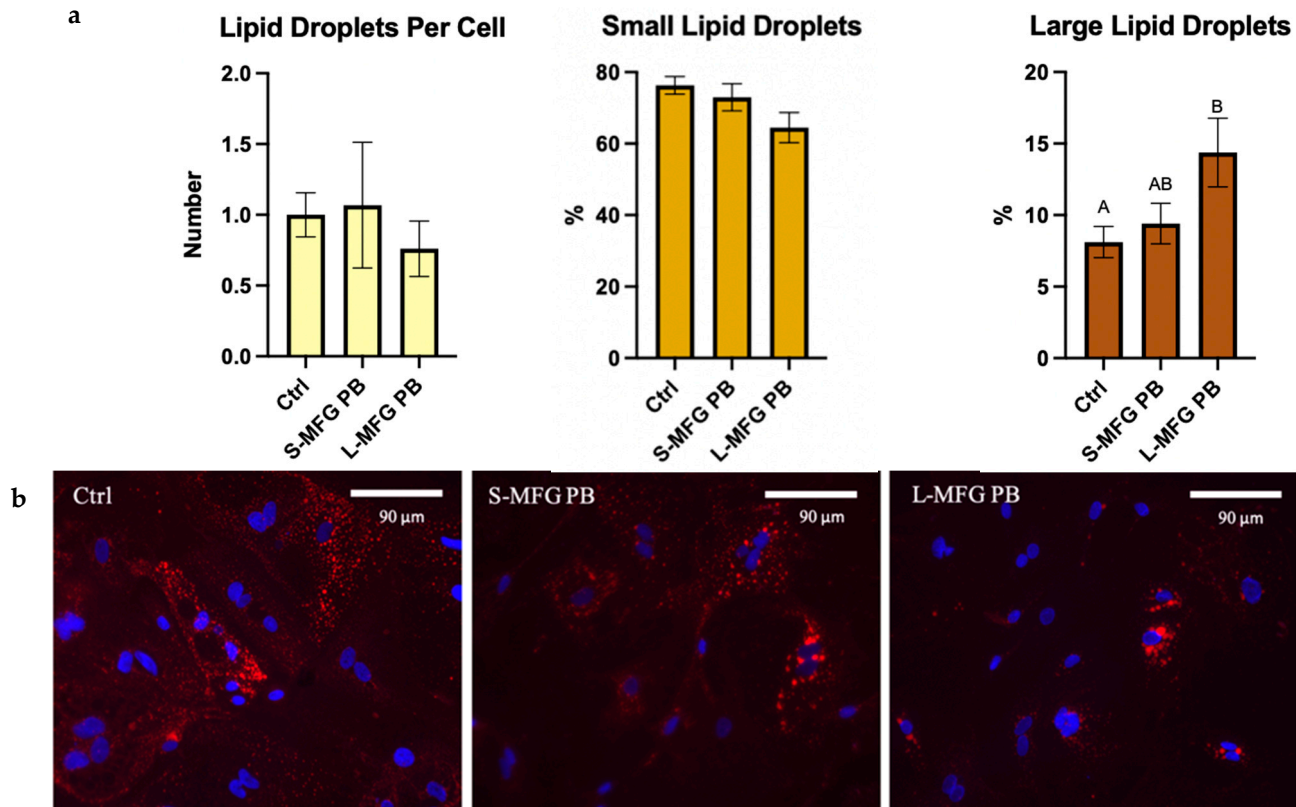 a
Lipid Droplets Per Cell
2.0
1.5
1.0
0.5
0.0
Number
Ctrl
S-MFG PB
L-MFG PB
Small Lipid Droplets
80
60
40
20
0
%
Ctrl
S-MFG PB
L-MFG PB
Large Lipid Droplets
20
15
10
5
0
%
A
AB
B
Ctrl
S-MFG PB
L-MFG PB
b
Ctrl
90 µm
S-MFG PB
90 µm
L-MFG PB
90 µm